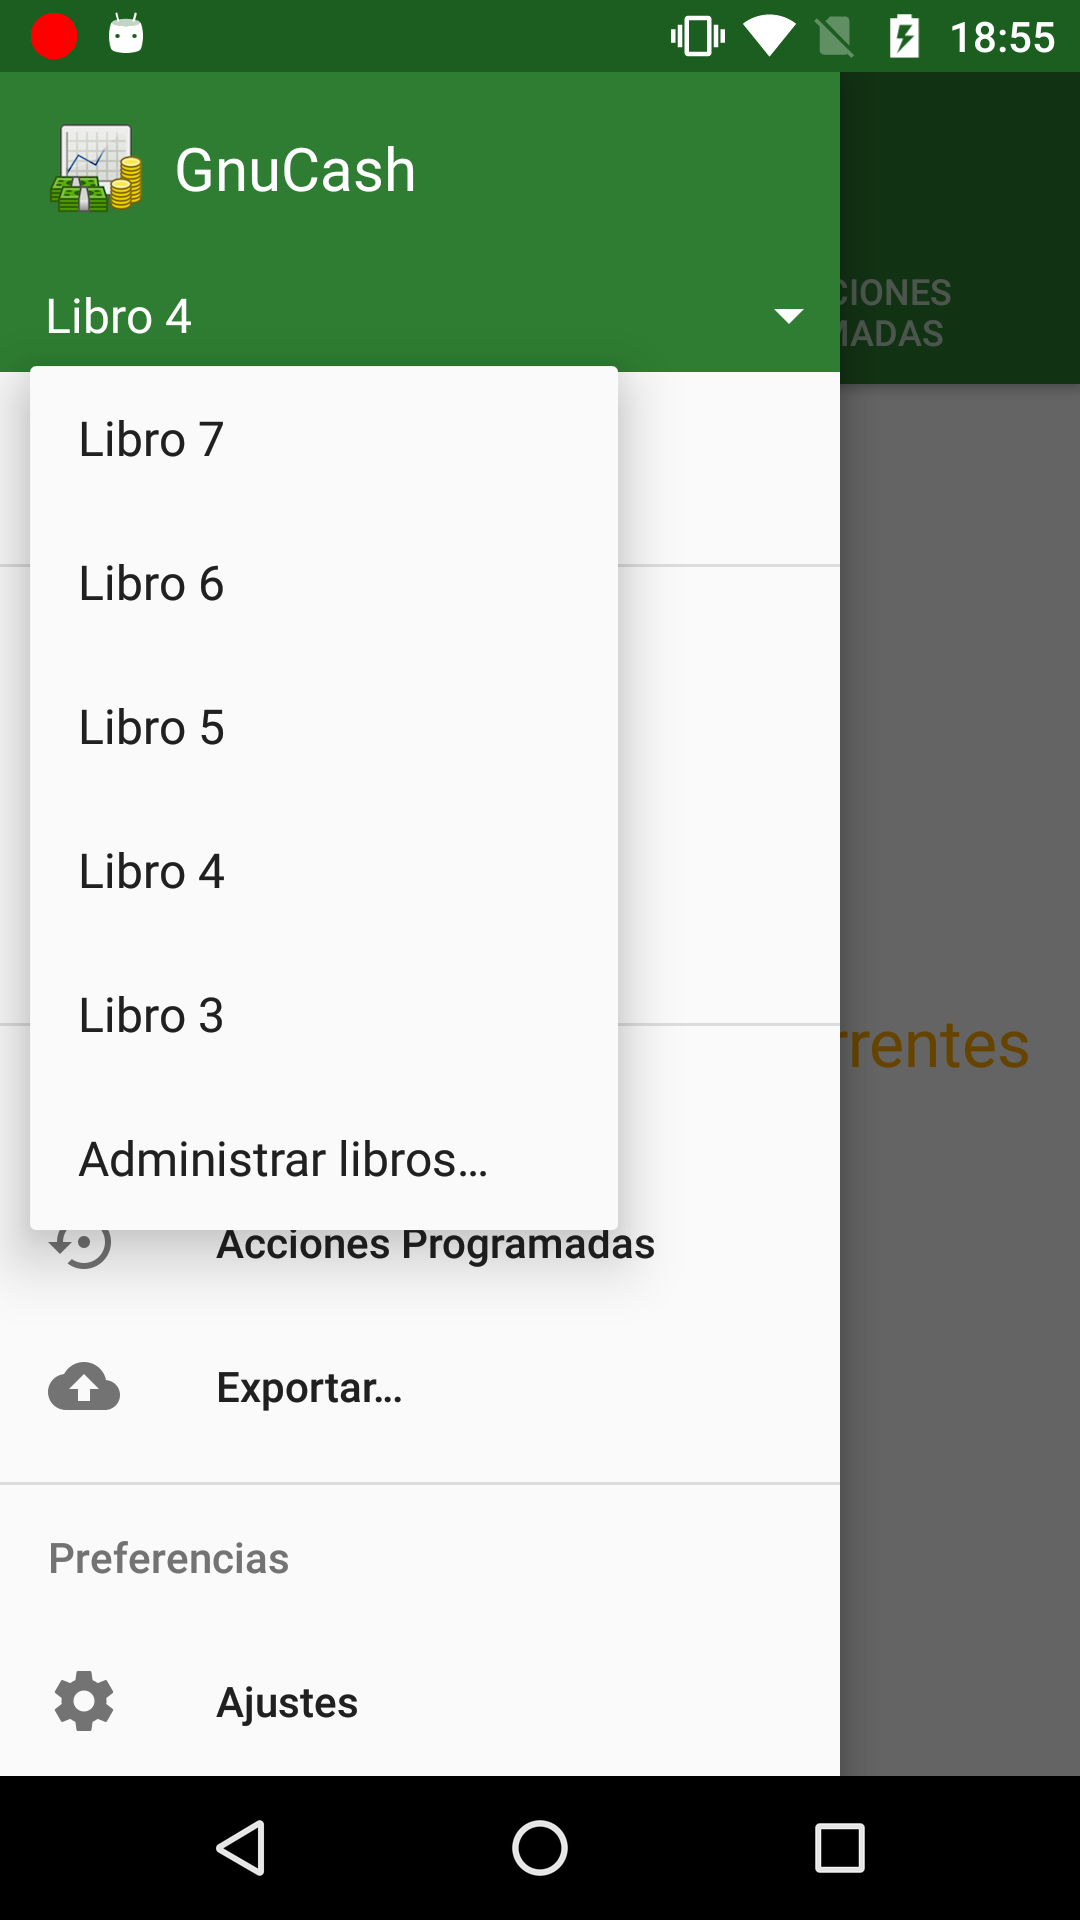 18:55
GnuCash
Libro 4
CIONES
MADAS
Libro 7
Libro 6
Libro 5
Libro 4
Libro 3
rrentes
Administrar libros...
Acciones Programadas
Exportar...
Preferencias
Ajustes